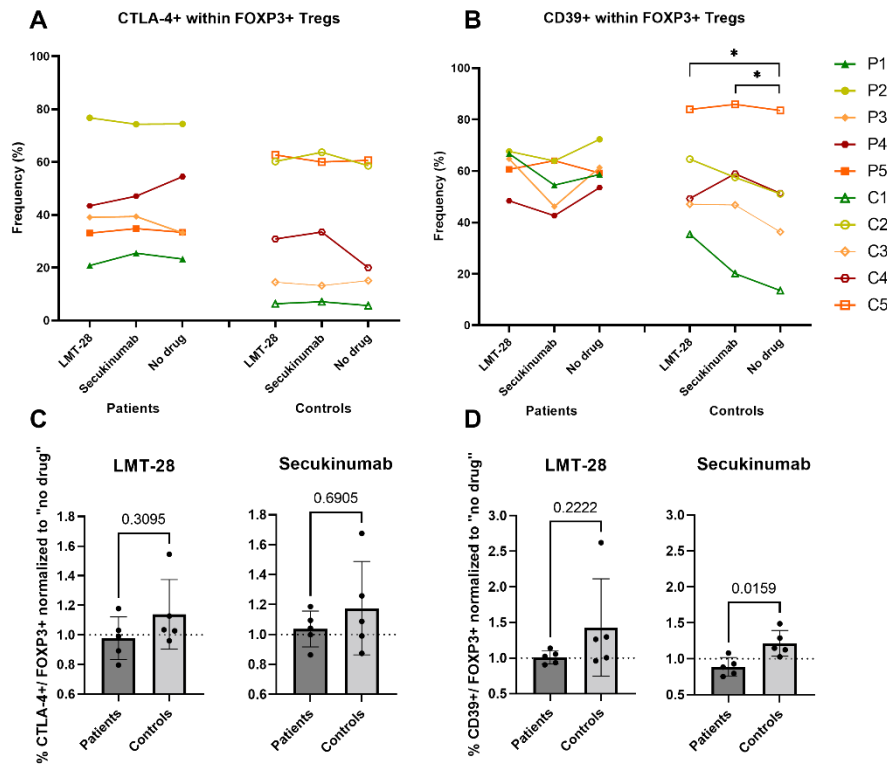 A
CTLA-4+ within FOXP3+ Tregs
Frequency (%)
100
80
60
40
20
0
LMT-28
Secukinumab
No drug
LMT-28
Secukinumab
No drug
Patients
Controls
B
CD39+ within FOXP3+ Tregs
Frequency (%)
100
80
60
40
20
0
*
*
LMT-28
Secukinumab
No drug
LMT-28
Secukinumab
No drug
Patients
Controls
P1
P2
P3
P4
P5
C1
C2
C3
C4
C5
C
% CTLA-4+/ FOXP3+ normalized to "no drug"
LMT-28
1.8
1.6
1.4
1.2
1.0
0.8
0.6
0.3095
Patients
Controls
Secukinumab
1.8
1.6
1.4
1.2
1.0
0.8
0.6
0.6905
Patients
Controls
D
% CD39+/ FOXP3+ normalized to "no drug"
LMT-28
3.0
2.5
2.0
1.5
1.0
0.5
0.2222
Patients
Controls
Secukinumab
3.0
2.5
2.0
1.5
1.0
0.5
0.0159
Patients
Controls